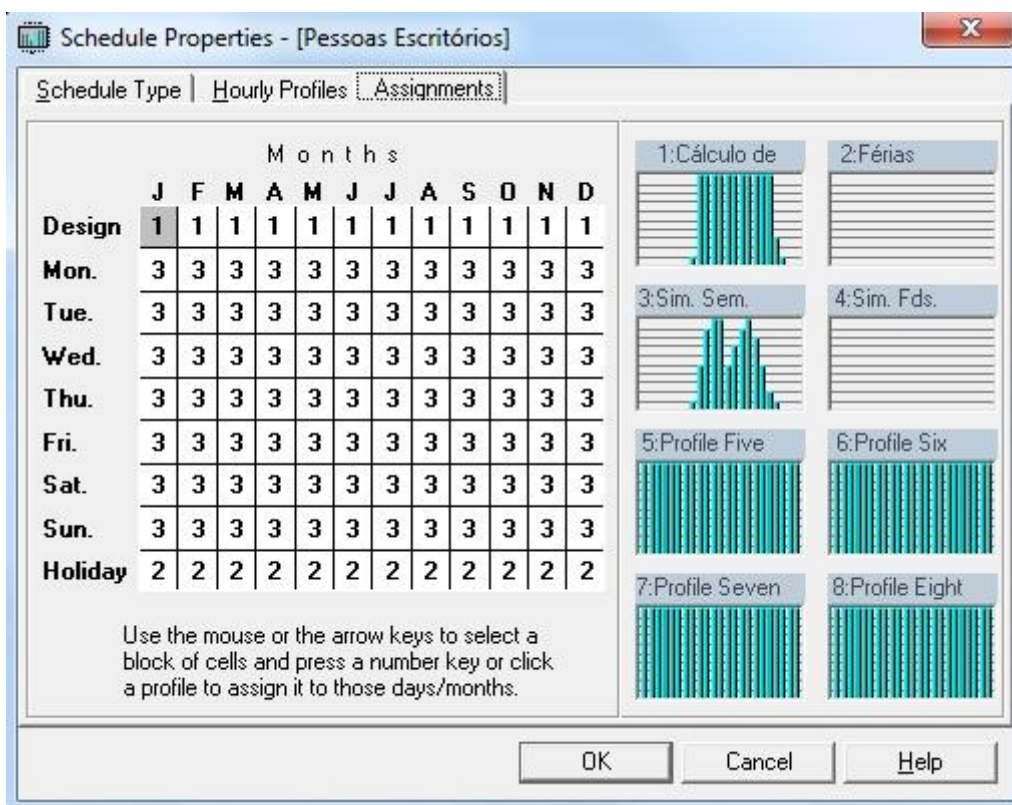 Schedule Properties - [Pessoas Escritórios]
Schedule Type Hourly Profiles Assignments
Months
J F M A M J J A S O N D
Design 1 1 1 1 1 1 1 1 1 1 1 1
Mon. 3 3 3 3 3 3 3 3 3 3 3 3
Tue. 3 3 3 3 3 3 3 3 3 3 3 3
Wed. 3 3 3 3 3 3 3 3 3 3 3 3
Thu. 3 3 3 3 3 3 3 3 3 3 3 3
Fri. 3 3 3 3 3 3 3 3 3 3 3 3
Sat. 3 3 3 3 3 3 3 3 3 3 3 3
Sun. 3 3 3 3 3 3 3 3 3 3 3 3
Holiday 2 2 2 2 2 2 2 2 2 2 2 2
Use the mouse or the arrow keys to select a
block of cells and press a number key or click
a profile to assign it to those days/months.
1:Cálculo de 2:Férias
3:Sim. Sem. 4:Sim. Fds.
5:Profile Five 6:Profile Six
7:Profile Seven 8:Profile Eight
OK Cancel Help